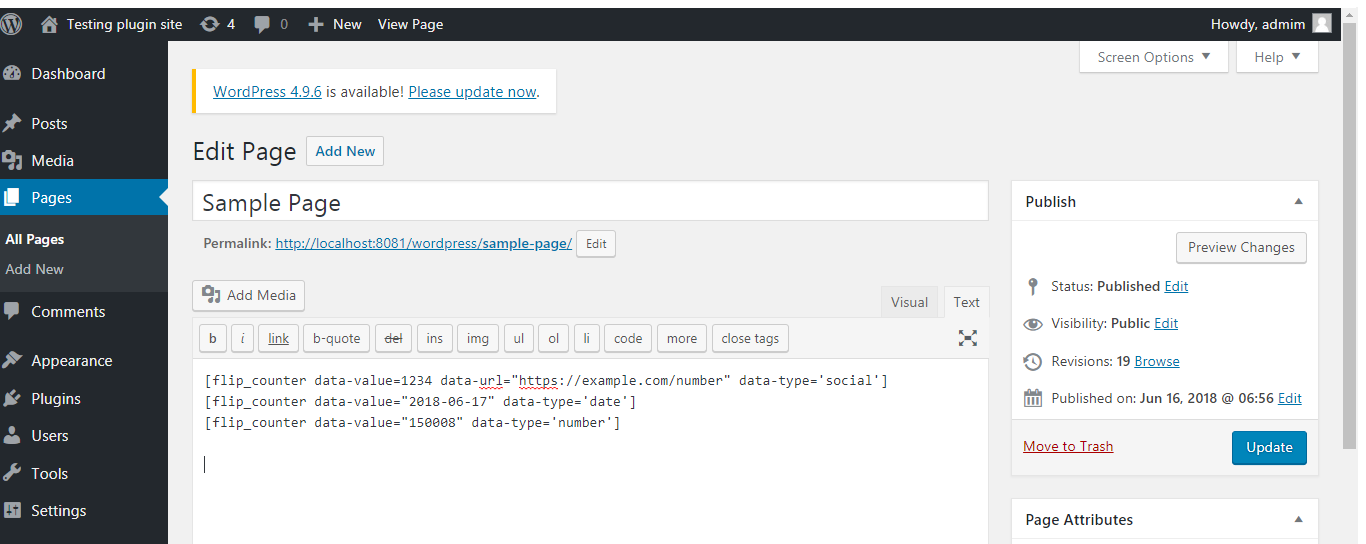 Testing plugin site 4 0 New View Page Howdy, admim
Screen Options Help
Dashboard
Posts
Media
Pages
All Pages
Add New
Comments
Appearance
Plugins
Users
Tools
Settings
WordPress 4.9.6 is available! Please update now.
Edit Page Add New
Sample Page
Permalink: http://localhost:8081/wordpress/sample-page/ Edit
Add Media
Visual Text
b i link b-quote del ins img ul ol li code more close tags
[flip_counter data-value=1234 data-url="https://example.com/number" data-type='social']
[flip_counter data-value="2018-06-17" data-type='date']
[flip_counter data-value="150008" data-type='number']
Publish
Preview Changes
Status: Published Edit
Visibility: Public Edit
Revisions: 19 Browse
Published on: Jun 16, 2018 @ 06:56 Edit
Move to Trash Update
Page Attributes